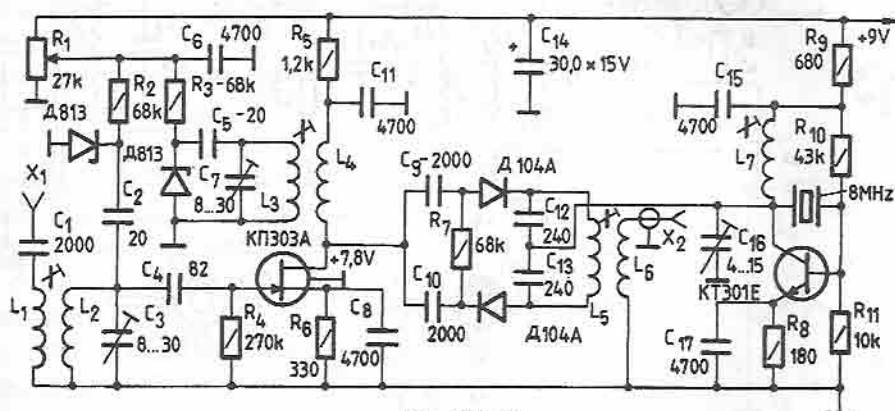 R1
27k
C6
4700
R2
68k
R3-68k
R5
1,2k
C11
4700
C14
30,0 × 15V
+9V
R9
680
C15
4700
R10
43k
L7
8MHz
Д813
Д813
C5-20
C7
8...30
L3
L4
X1
C1
2000
C2
20
L1
L2
C3
8...30
C4
82
КП303А
+7,8V
R4
270k
R6
330
C8
4700
C9-2000
Д104А
R7
68k
C10
2000
Д104А
C12
240
C13
240
L5
L6
X2
C16
4...15
КТ301Е
C17
4700
R8
180
R11
10k